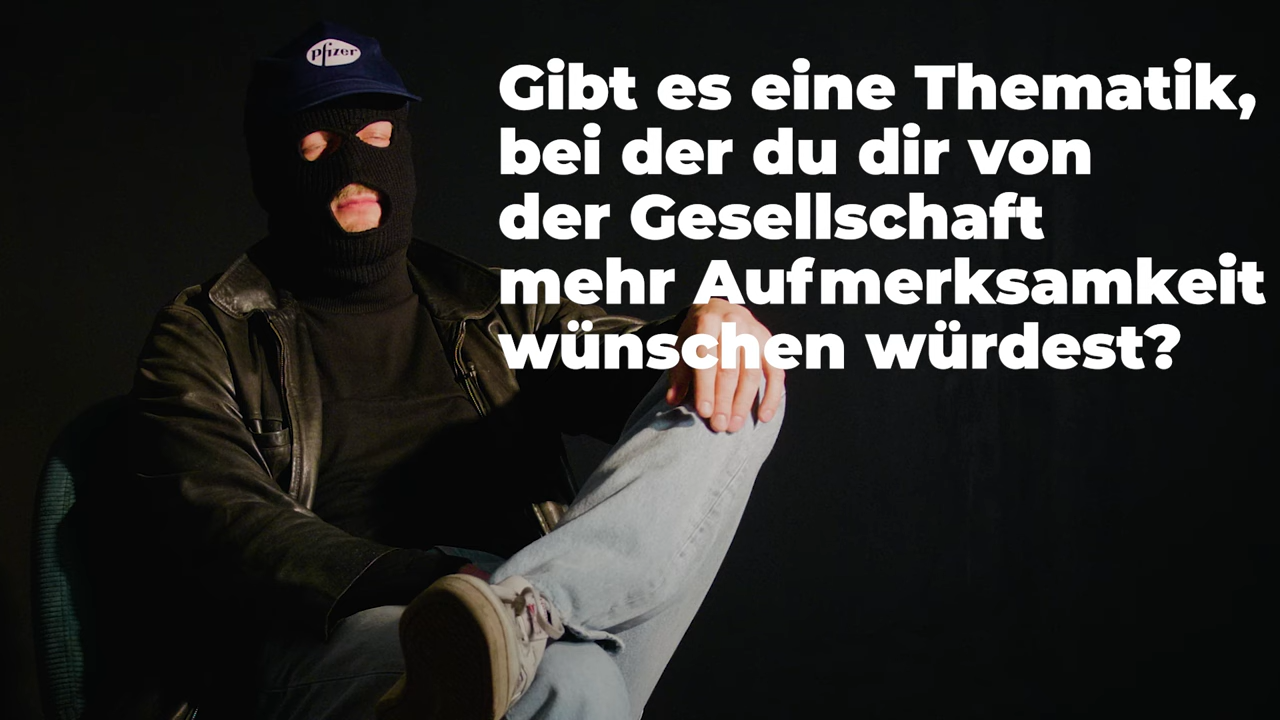 pfizer
Gibt es eine Thematik,
bei der du dir von
der Gesellschaft
mehr Aufmerksamkeit
wünschen würdest?